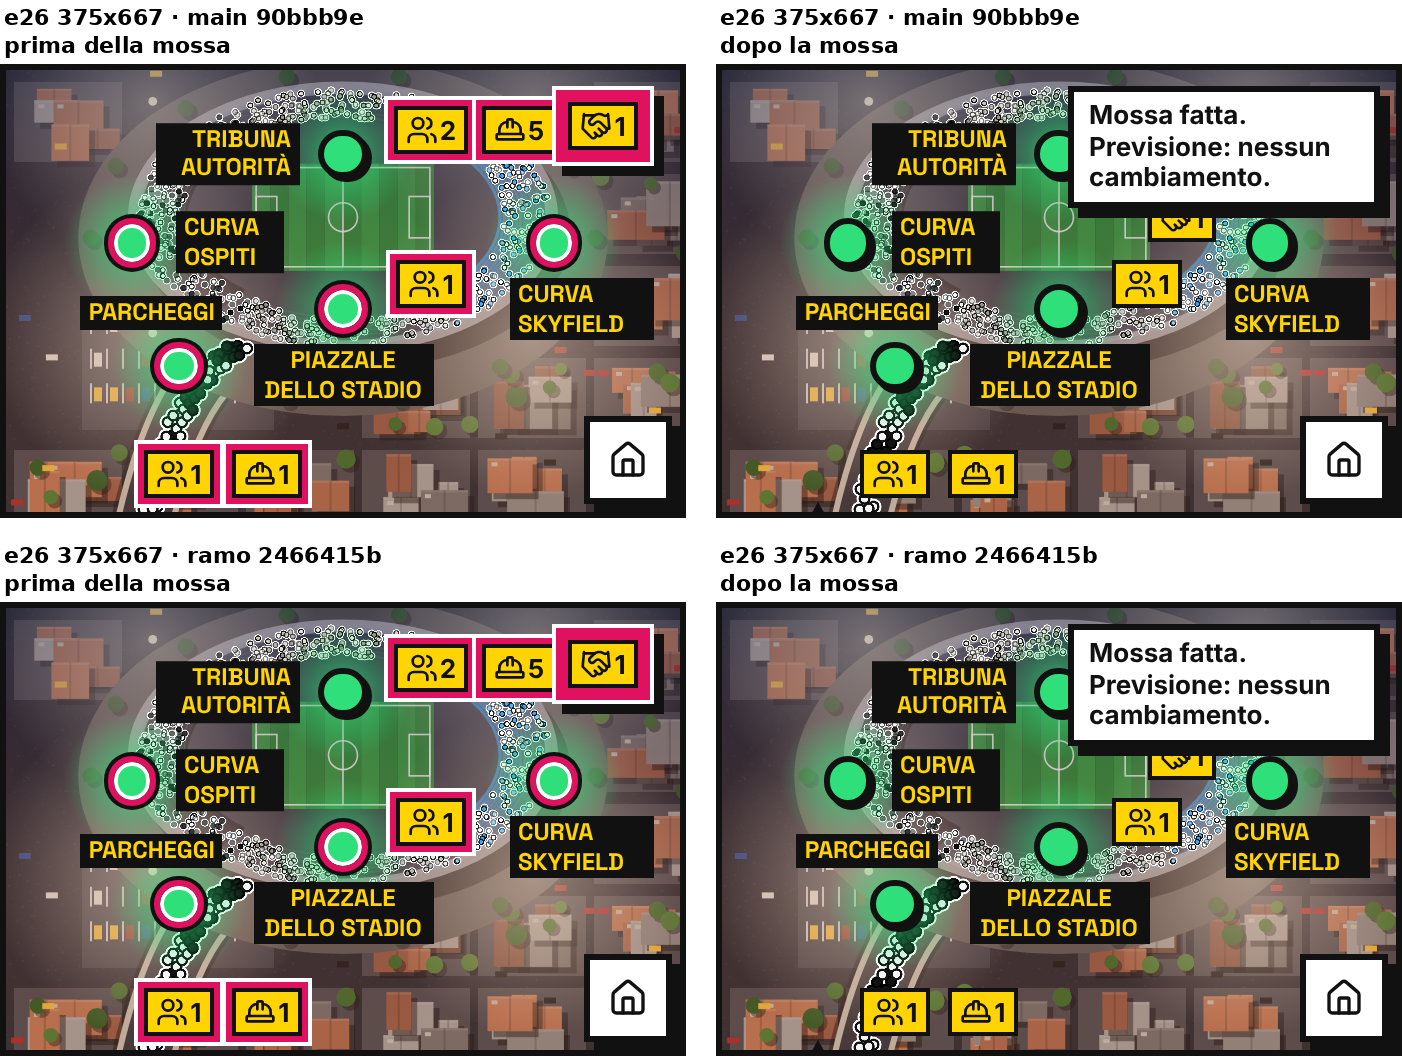 e26 375x667 · main 90bbb9e
prima della mossa
2
5
1
TRIBUNA
AUTORITÀ
CURVA
OSPITI
1
PARCHEGGI
CURVA
SKYFIELD
PIAZZALE
DELLO STADIO
1
1
e26 375x667 · main 90bbb9e
dopo la mossa
Mossa fatta.
Previsione: nessun
cambiamento.
TRIBUNA
AUTORITÀ
CURVA
OSPITI
1
1
PARCHEGGI
CURVA
SKYFIELD
PIAZZALE
DELLO STADIO
1
1
e26 375x667 · ramo 2466415b
prima della mossa
2
5
1
TRIBUNA
AUTORITÀ
CURVA
OSPITI
1
PARCHEGGI
CURVA
SKYFIELD
PIAZZALE
DELLO STADIO
1
1
e26 375x667 · ramo 2466415b
dopo la mossa
Mossa fatta.
Previsione: nessun
cambiamento.
TRIBUNA
AUTORITÀ
CURVA
OSPITI
1
1
PARCHEGGI
CURVA
SKYFIELD
PIAZZALE
DELLO STADIO
1
1